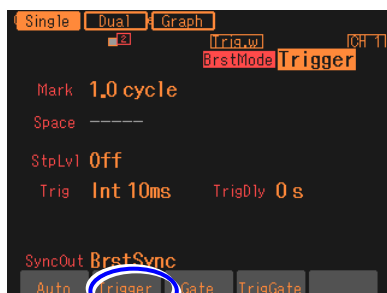 Single Dual Graph
2 Trig.w CH 1
BrstMode Trigger
Mark 1.0 cycle
Space -----
StpLvl Off
Trig Int 10ms TrigDly 0 s
SyncOut BrstSync
Auto Trigger Gate TrigGate